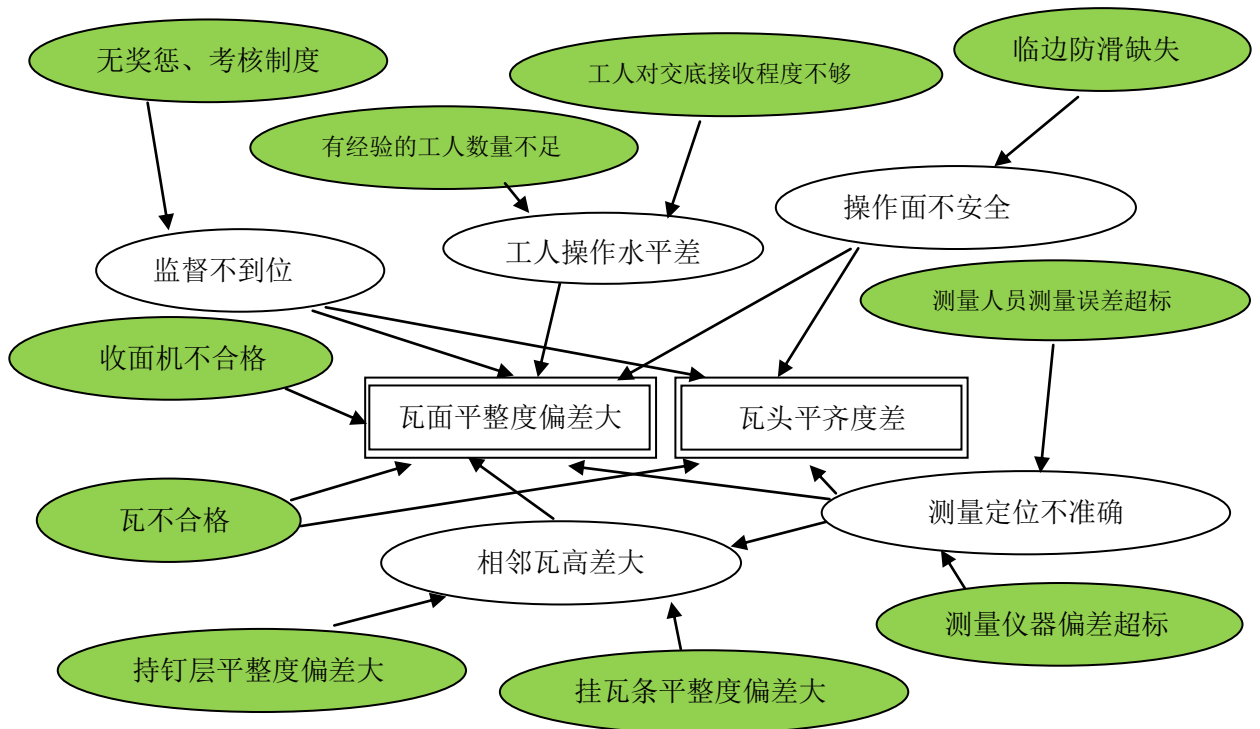 无奖惩、考核制度
临边防滑缺失
工人对交底接收程度不够
有经验的工人数量不足
操作面不安全
工人操作水平差
监督不到位
测量人员测量误差超标
收面机不合格
瓦面平整度偏差大
瓦头平齐度差
瓦不合格
测量定位不准确
相邻瓦高差大
测量仪器偏差超标
持钉层平整度偏差大
挂瓦条平整度偏差大